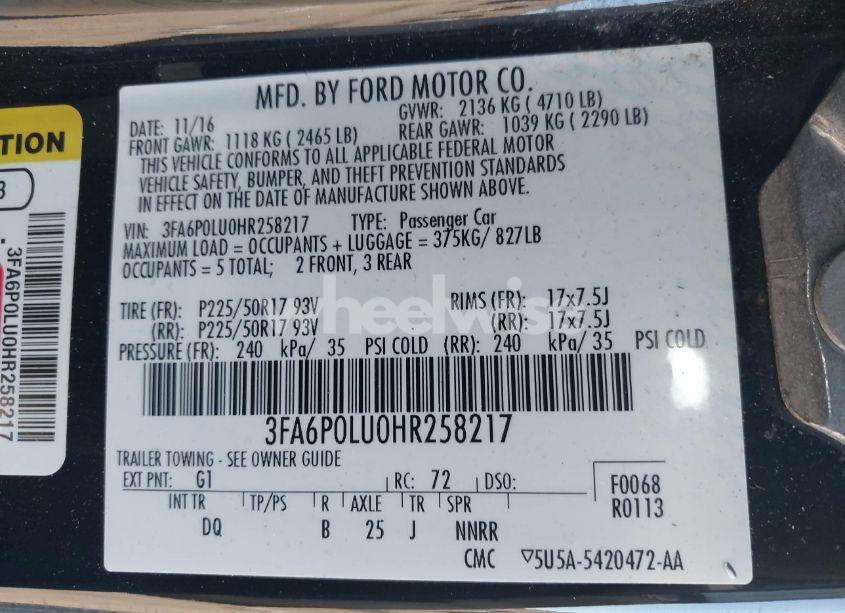 MFD. BY FORD MOTOR CO.
DATE: 11/16 GVWR: 2136 KG ( 4710 LB)
FRONT GAWR: 1118 KG ( 2465 LB) REAR GAWR: 1039 KG ( 2290 LB)
THIS VEHICLE CONFORMS TO ALL APPLICABLE FEDERAL MOTOR
VEHICLE SAFETY, BUMPER, AND THEFT PREVENTION STANDARDS
IN EFFECT ON THE DATE OF MANUFACTURE SHOWN ABOVE.
VIN: 3FA6P0LU0HR258217 TYPE: Passenger Car
MAXIMUM LOAD = OCCUPANTS + LUGGAGE = 375KG/ 827LB
OCCUPANTS = 5 TOTAL; 2 FRONT, 3 REAR
TIRE (FR): P225/50R17 93V RIMS (FR): 17x7.5J
(RR): P225/50R17 93V (RR): 17x7.5J
PRESSURE (FR): 240 kPa/ 35 PSI COLD (RR): 240 kPa/ 35 PSI COLD
3FA6P0LU0HR258217
TRAILER TOWING - SEE OWNER GUIDE
EXT PNT: G1 RC: 72 DSO:
INT TR TP/PS R AXLE TR SPR
DQ B 25 J NNRR
F0068
R0113
CMC ▽5U5A-5420472-AA
TION
3
3FA6P0LU0HR258217
wheelwis